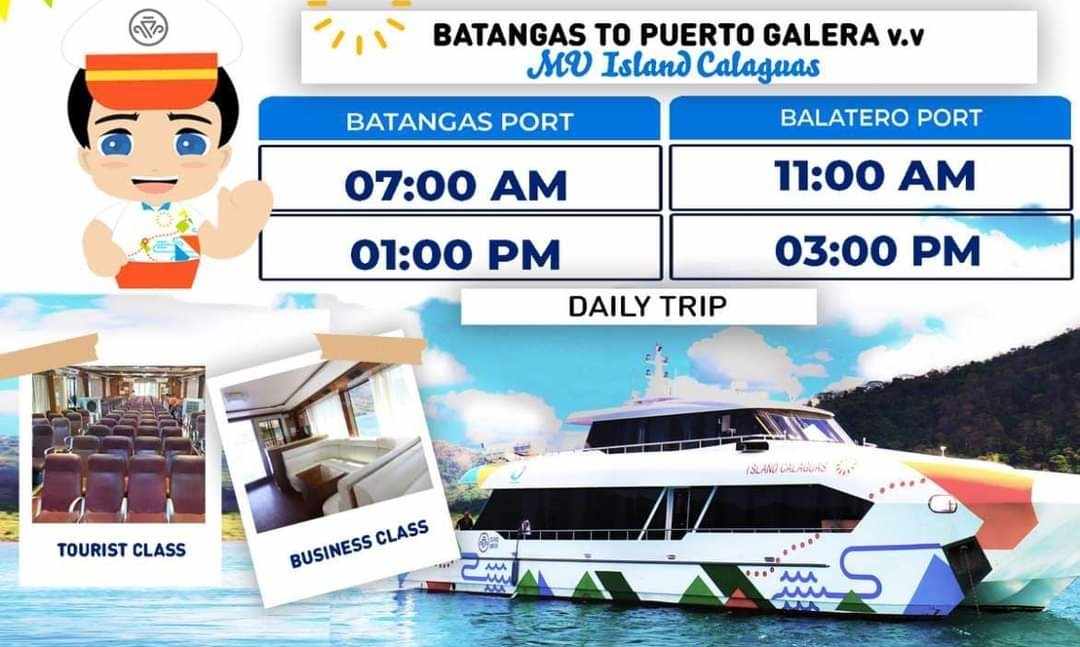 BATANGAS TO PUERTO GALERA v.v
MV Island Calaguas
BATANGAS PORT
BALATERO PORT
07:00 AM
11:00 AM
01:00 PM
03:00 PM
DAILY TRIP
ISLAND CALAGUAS
TOURIST CLASS
BUSINESS CLASS